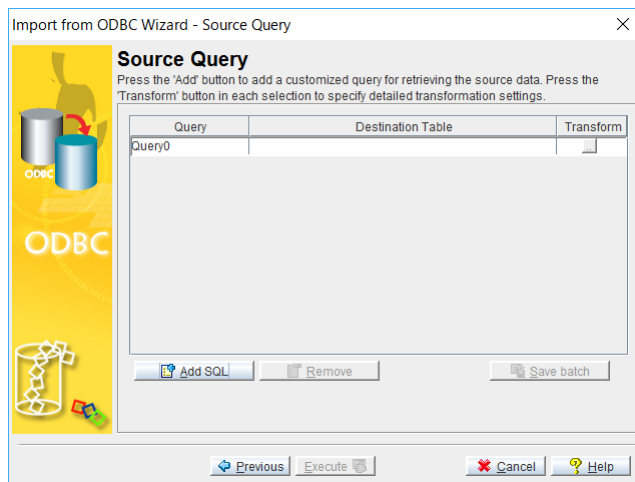 Import from ODBC Wizard - Source Query
Source Query
Press the 'Add' button to add a customized query for retrieving the source data. Press the
'Transform' button in each selection to specify detailed transformation settings.
Query Destination Table Transform
Query0 ...
ODBC
ODBC
Add SQL Remove Save batch
Previous Execute Cancel Help